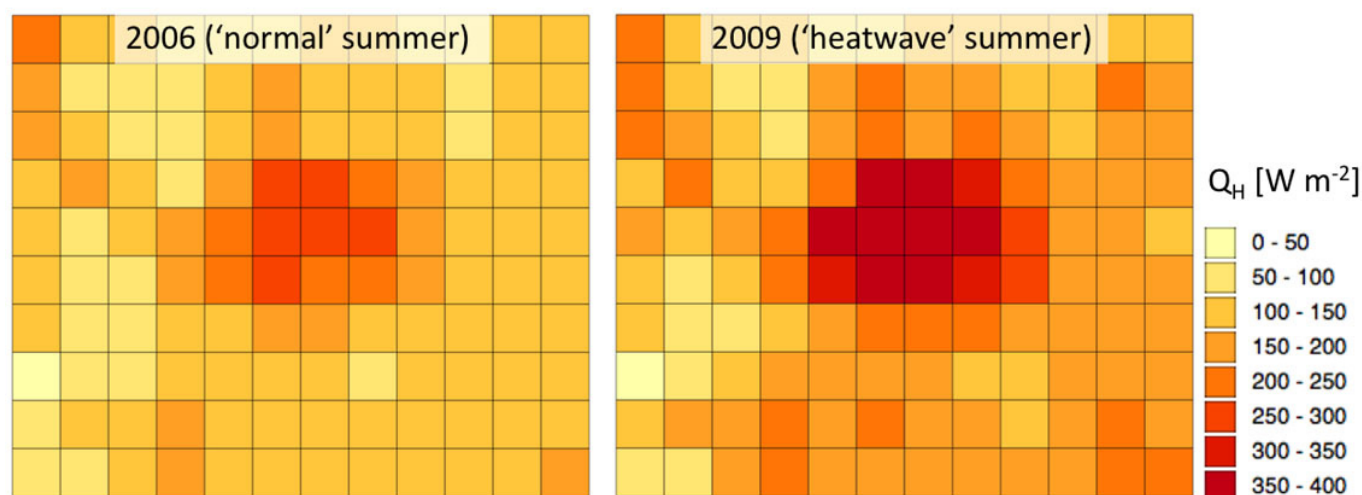 2006 (‘normal’ summer)
2009 (‘heatwave’ summer)
Q_H [W m⁻²]
0 - 50
50 - 100
100 - 150
150 - 200
200 - 250
250 - 300
300 - 350
350 - 400